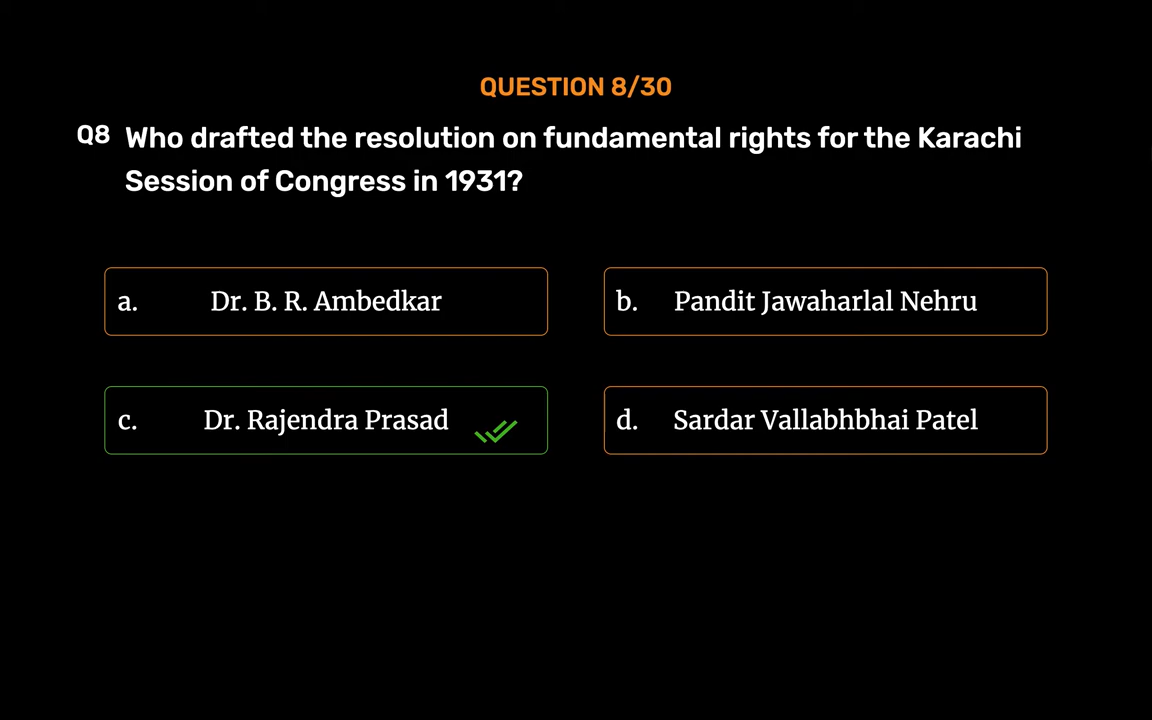 QUESTION 8/30
Q8 Who drafted the resolution on fundamental rights for the Karachi
Session of Congress in 1931?
a. Dr. B. R. Ambedkar
b. Pandit Jawaharlal Nehru
c. Dr. Rajendra Prasad
d. Sardar Vallabhbhai Patel